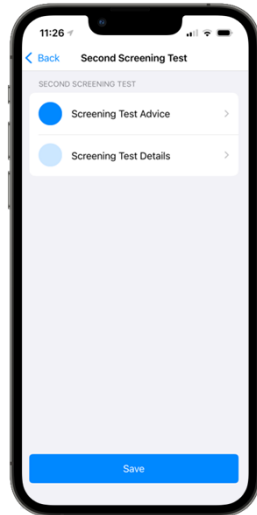 11:26
Back Second Screening Test
SECOND SCREENING TEST
Screening Test Advice
Screening Test Details
Save